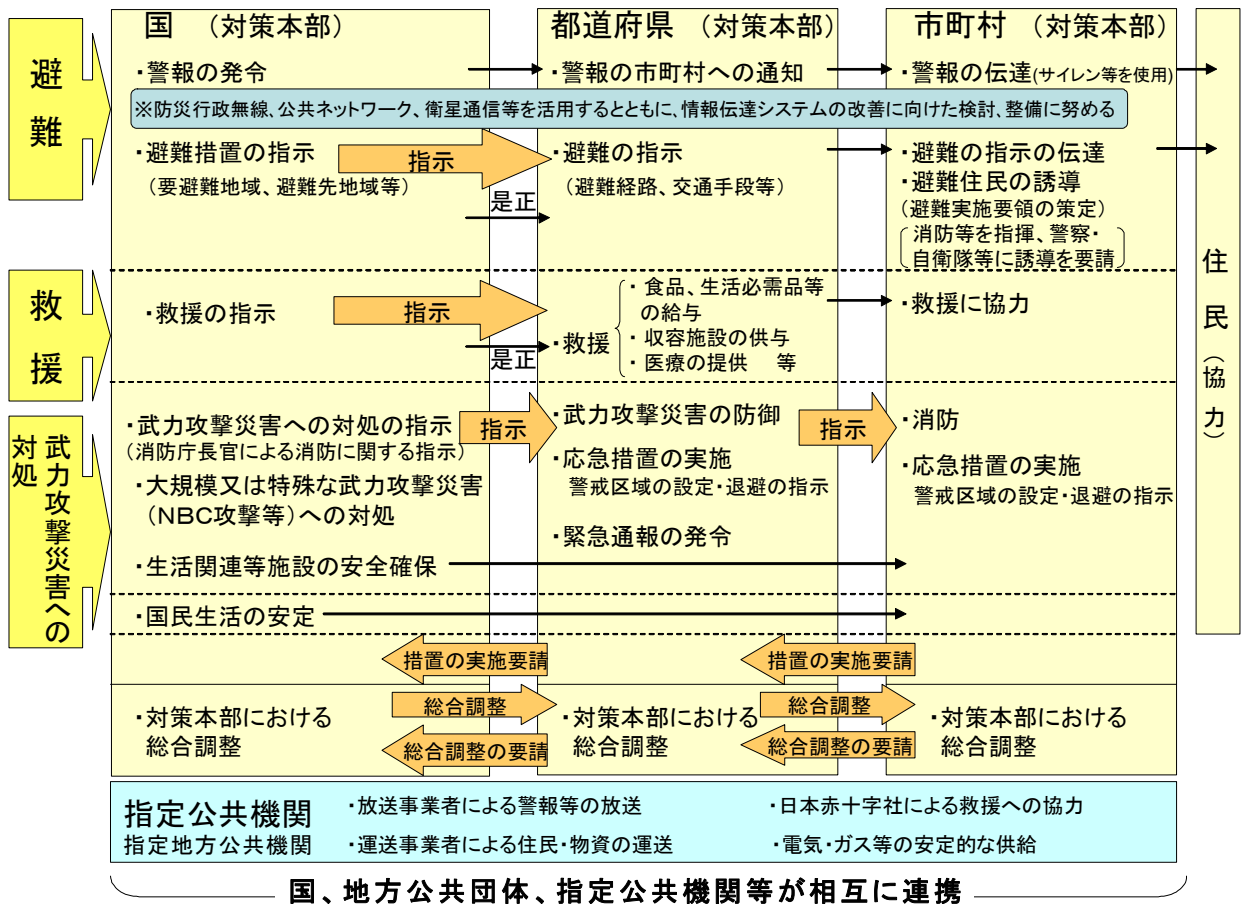 国 （対策本部）
都道府県 （対策本部）
市町村 （対策本部）
避難
・警報の発令
・警報の市町村への通知
・警報の伝達(サイレン等を使用)
※防災行政無線、公共ネットワーク、衛星通信等を活用するとともに、情報伝達システムの改善に向けた検討、整備に努める
・避難措置の指示
（要避難地域、避難先地域等）
指示
是正
・避難の指示
（避難経路、交通手段等）
・避難の指示の伝達
・避難住民の誘導
（避難実施要領の策定）
消防等を指揮、警察・
自衛隊等に誘導を要請
住民（協力）
救援
・救援の指示
指示
是正
・救援
・食品、生活必需品等
の給与
・収容施設の供与
・医療の提供　等
・救援に協力
武力攻撃災害への
対処
・武力攻撃災害への対処の指示
（消防庁長官による消防に関する指示）
・大規模又は特殊な武力攻撃災害
（NBC攻撃等）への対処
・生活関連等施設の安全確保
指示
・武力攻撃災害の防御
・応急措置の実施
警戒区域の設定・退避の指示
・緊急通報の発令
指示
・消防
・応急措置の実施
警戒区域の設定・退避の指示
・国民生活の安定
措置の実施要請
措置の実施要請
・対策本部における
総合調整
総合調整
総合調整の要請
・対策本部における
総合調整
総合調整
総合調整の要請
・対策本部における
総合調整
指定公共機関
指定地方公共機関
・放送事業者による警報等の放送
・日本赤十字社による救援への協力
・運送事業者による住民・物資の運送
・電気・ガス等の安定的な供給
国、地方公共団体、指定公共機関等が相互に連携